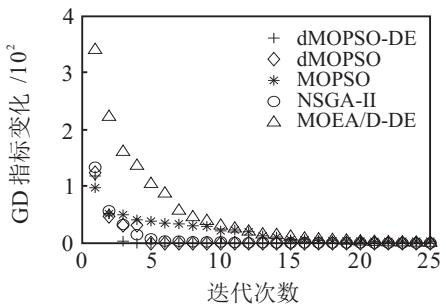 GD 指标变化 /10²
4
3
2
1
0
0 5 10 15 20 25
迭代次数
dMOPSO-DE
dMOPSO
MOPSO
NSGA-II
MOEA/D-DE